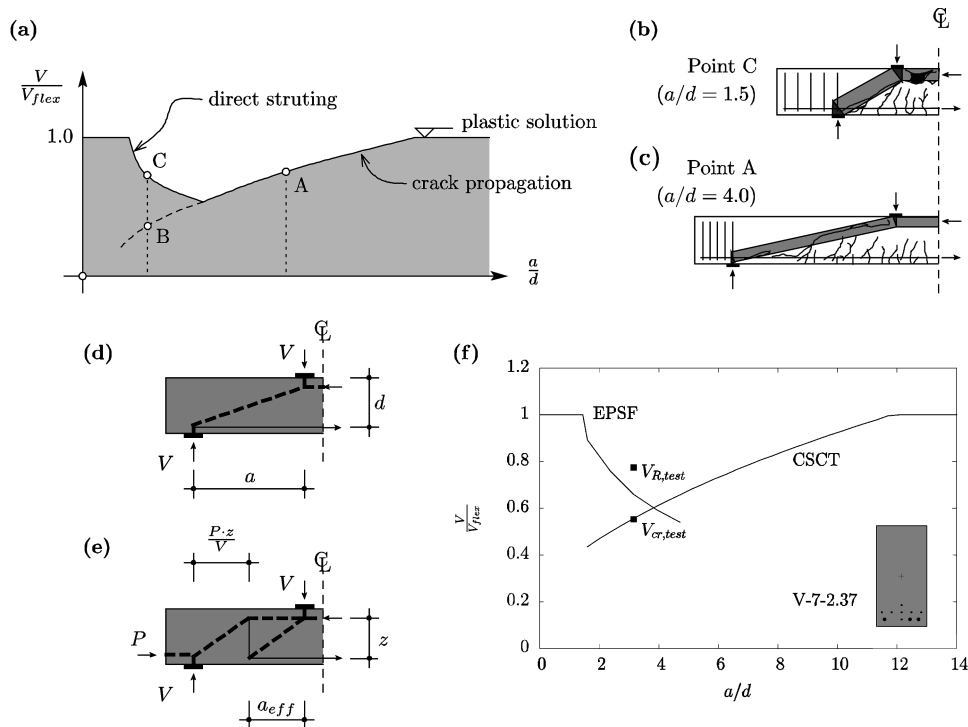 (a)
V
V_flex
1.0
direct struting
C
B
A
plastic solution
crack propagation
a
d
(b)
Point C
(a/d = 1.5)
(c)
Point A
(a/d = 4.0)
℄
(d)
V
℄
d
V
a
(e)
P·z
V
℄
V
P
z
V
a_eff
(f)
1.2
1
0.8
0.6
0.4
0.2
0
V
V_flex
EPSF
CSCT
V_R,test
V_cr,test
V-7-2.37
0 2 4 6 8 10 12 14
a/d